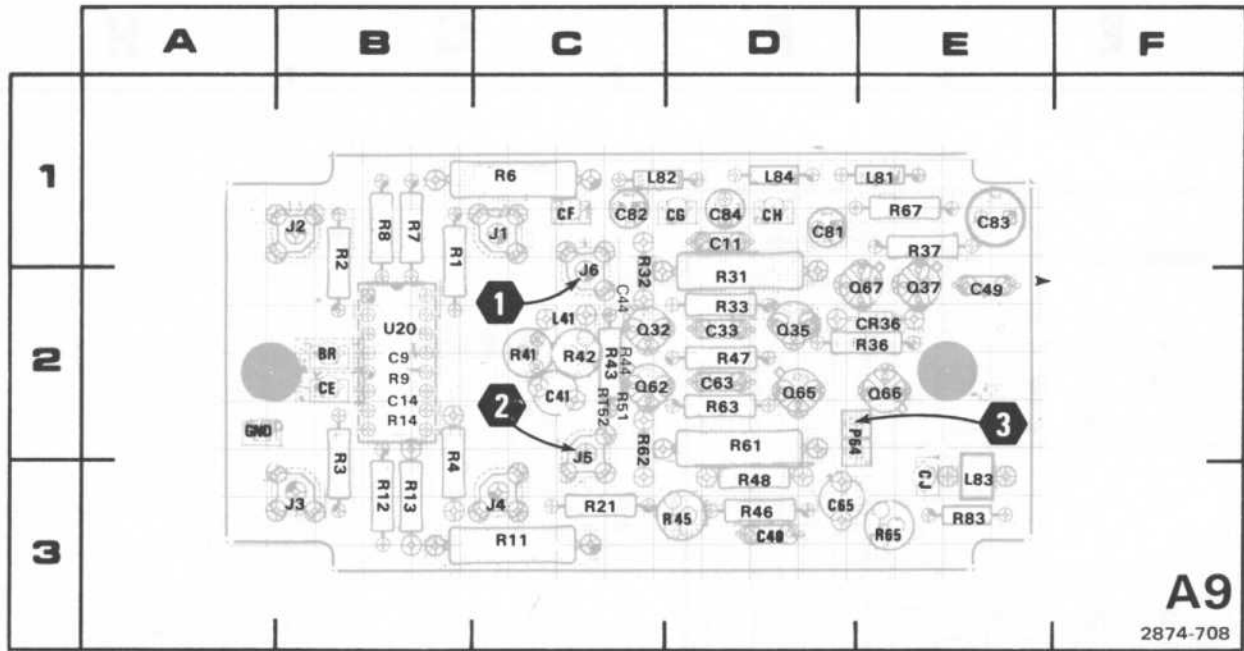 A B C D E F
1
R6 L82 L84 L81
CF C82 CG C84 CH C81 R67 C83
J2 R2 R8 R7 R1 J1 C11 R37
J6 R32 R31
Q67 Q37 C49
1 C44 R33
L41 CR36
U20 Q32 C33 Q35
2
BR C9 R41 R42 R43 R44 R47 R36
CE R9 C41 Q62 C63 Q65 Q66
C14 RT52 R51 R63
2
R14 3
GND P64
R3 R4 J5 R62 R61
R48 CJ L83
J3 R12 R13 J4 R21 R45 R46 C65 R65 R83
C40
R11
3
A9
2874-708